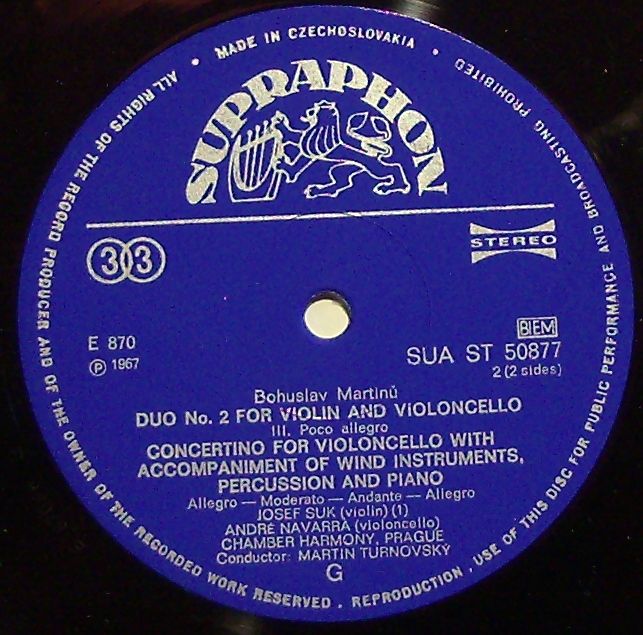 MADE IN CZECHOSLOVAKIA
ALL RIGHTS OF THE RECORD PRODUCER AND OF THE OWNER OF THE RECORDED WORK RESERVED. REPRODUCTION, USE OF THIS DISC FOR PUBLIC PERFORMANCE AND BROADCASTING PROHIBITED
SUPRAPHON
33
STEREO
BIEM
E 870
SUA ST 50877
Ⓟ 1967
2 (2 sides)
Bohuslav Martinů
DUO No. 2 FOR VIOLIN AND VIOLONCELLO
III. Poco allegro
CONCERTINO FOR VIOLONCELLO WITH
ACCOMPANIMENT OF WIND INSTRUMENTS,
PERCUSSION AND PIANO
Allegro — Moderato — Andante — Allegro
JOSEF SUK (violin) (1)
ANDRÉ NAVARRA (violoncello)
CHAMBER HARMONY, PRAGUE
Conductor: MARTIN TURNOVSKÝ
G